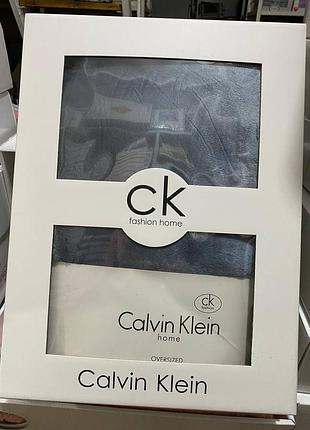 ck
fashion home
ck
fashion
Calvin Klein
home
OVERSIZED
Calvin Klein